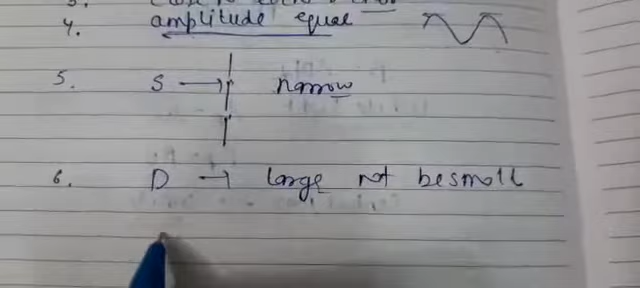 4. amplitude equal
5. S → narrow
6. D → large not be small